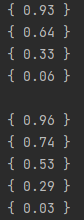 { 0.93 }
{ 0.64 }
{ 0.33 }
{ 0.06 }

{ 0.96 }
{ 0.74 }
{ 0.53 }
{ 0.29 }
{ 0.03 }